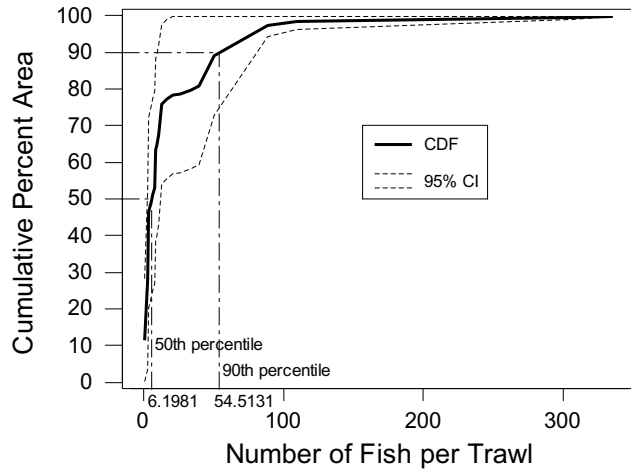 Cumulative Percent Area
100
90
80
70
60
50
40
30
20
10
0
CDF
95% CI
50th percentile
90th percentile
6.1981
54.5131
0
100
200
300
Number of Fish per Trawl